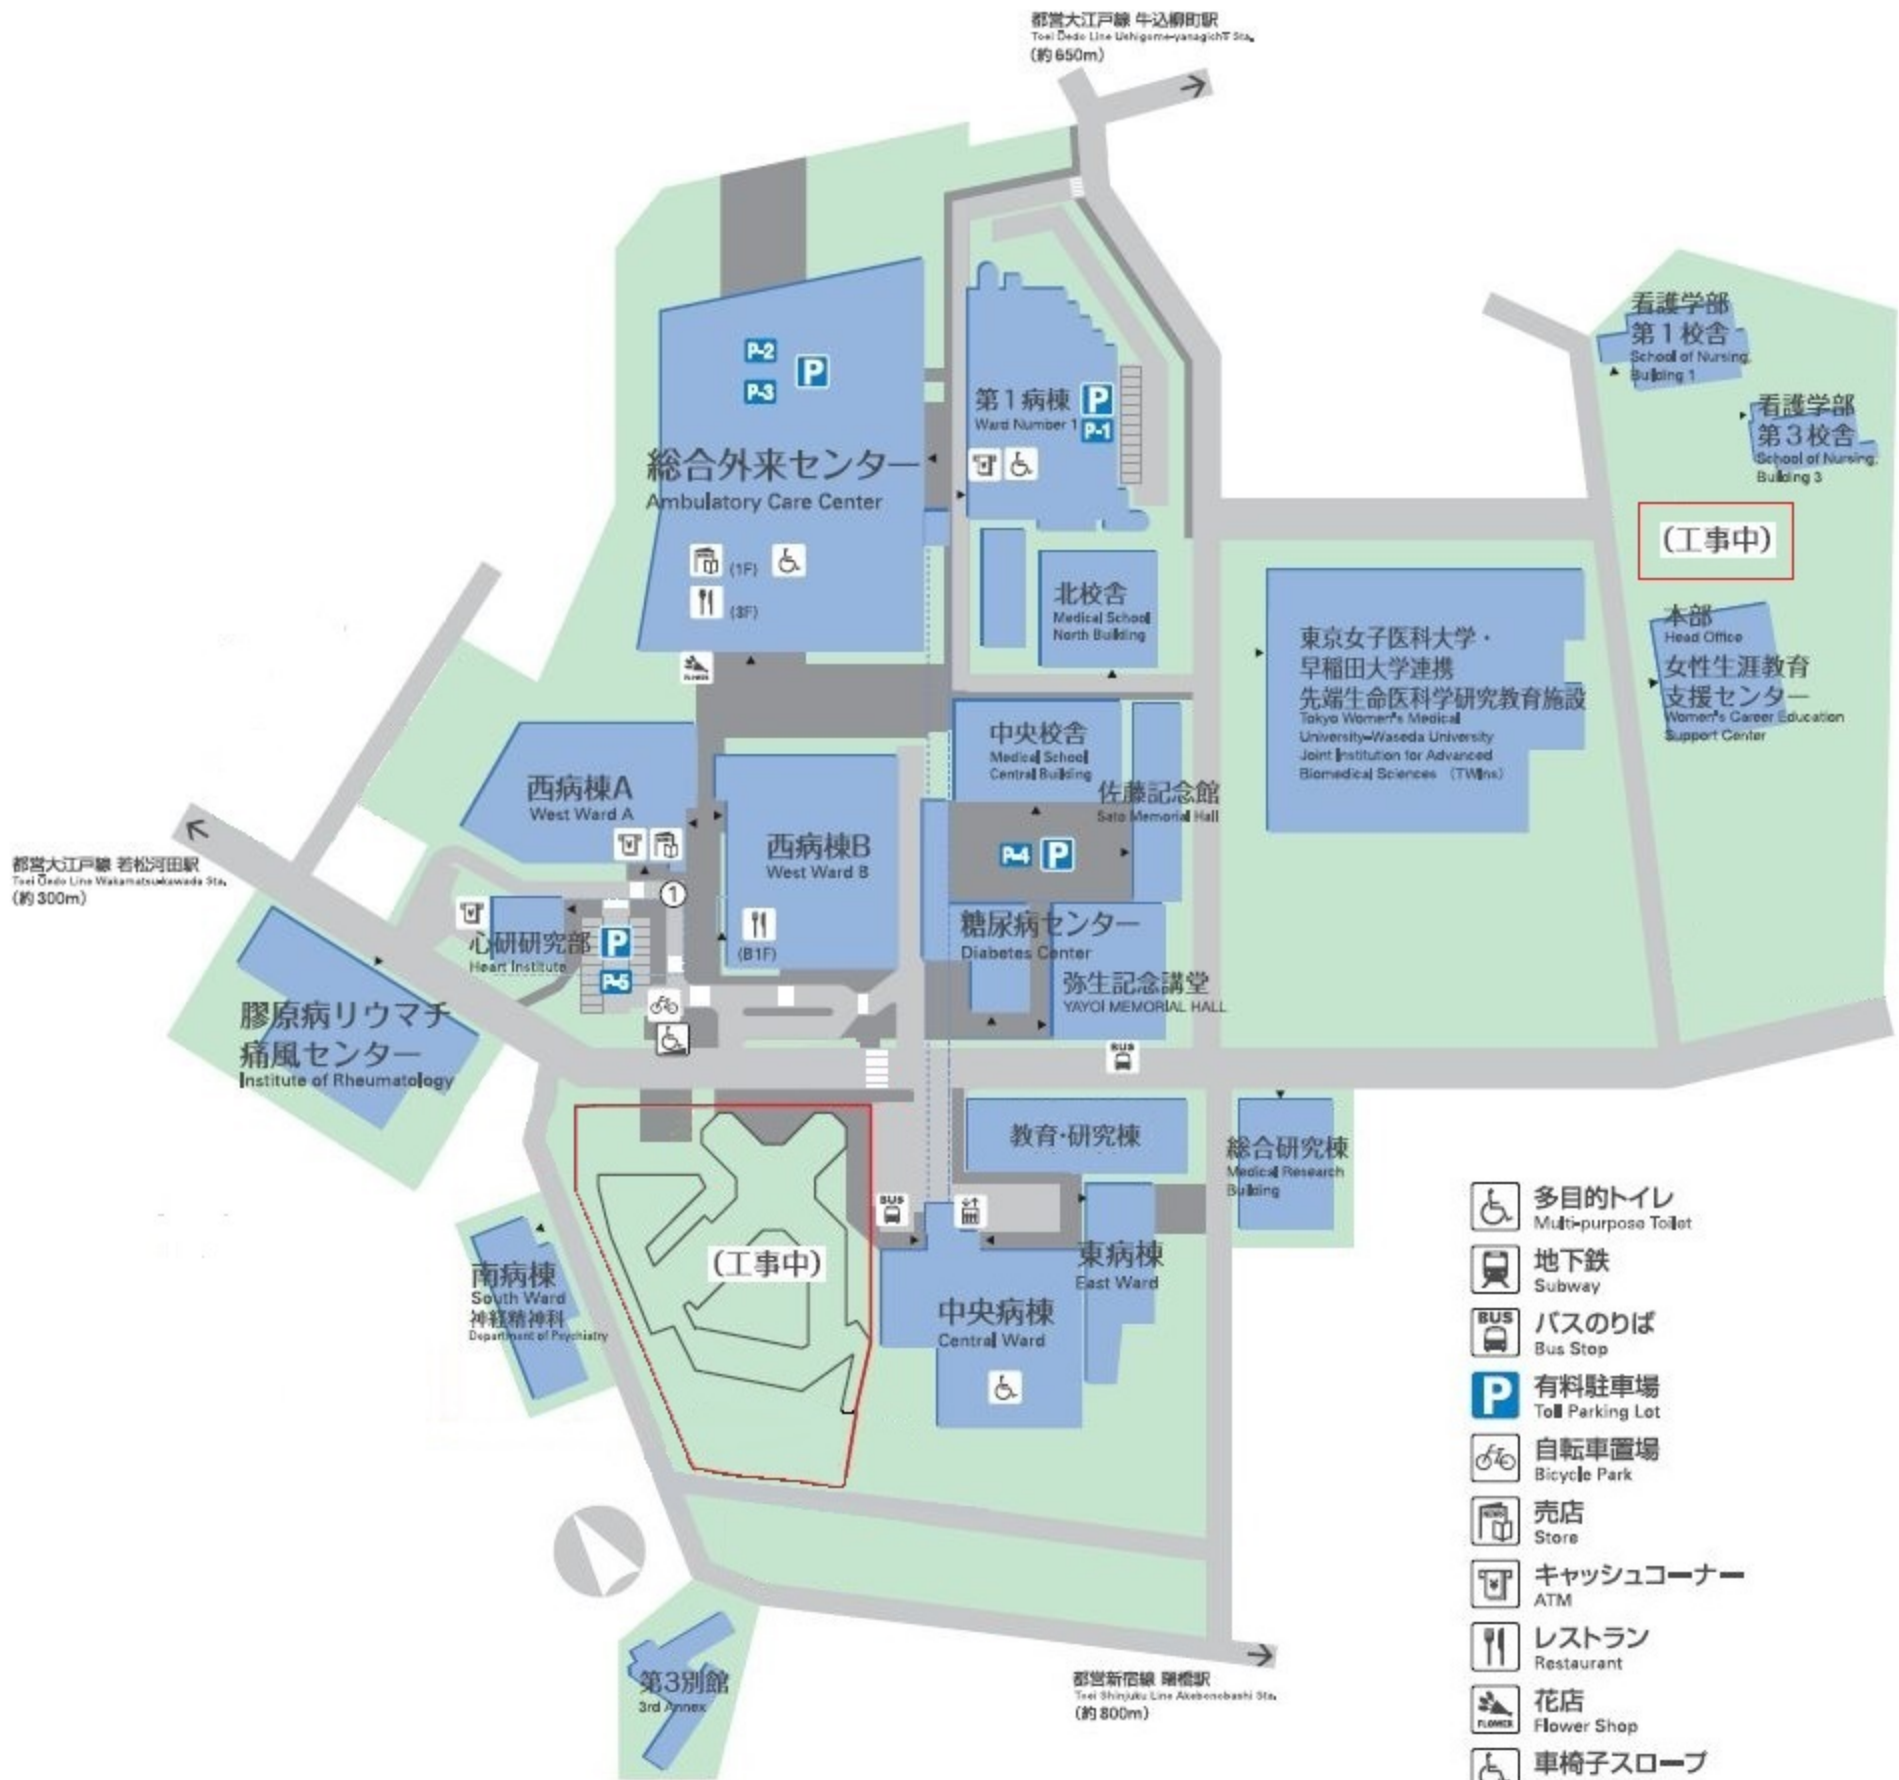 都営大江戸線 牛込柳町駅
Toei Oedo Line Ushigome-yanagicho Sta.
(約650m)
看護学部
第1校舎
School of Nursing,
Building 1
看護学部
第3校舎
School of Nursing,
Building 3
(工事中)
P-2
P
P-3
第1病棟
Ward Number 1
P
P-1
総合外来センター
Ambulatory Care Center
(1F)
(3F)
FLOWER
北校舎
Medical School
North Building
東京女子医科大学・
早稲田大学連携
先端生命医科学研究教育施設
Tokyo Women's Medical
University-Waseda University
Joint Institution for Advanced
Biomedical Sciences (TWIns)
本部
Head Office
女性生涯教育
支援センター
Women's Career Education
Support Center
中央校舎
Medical School
Central Building
佐藤記念館
Sato Memorial Hall
西病棟A
West Ward A
西病棟B
West Ward B
(B1F)
P-4
P
都営大江戸線 若松河田駅
Toei Oedo Line Wakamatsu-kawada Sta.
(約300m)
1
心研研究部
Heart Institute
P
P-5
糖尿病センター
Diabetes Center
弥生記念講堂
YAYOI MEMORIAL HALL
BUS
膠原病リウマチ
痛風センター
Institute of Rheumatology
教育・研究棟
総合研究棟
Medical Research
Building
BUS
(工事中)
南病棟
South Ward
神経精神科
Department of Psychiatry
東病棟
East Ward
中央病棟
Central Ward
第3別館
3rd Annex
都営新宿線 曙橋駅
Toei Shinjuku Line Akebonobashi Sta.
(約800m)
多目的トイレ
Multi-purpose Toilet
地下鉄
Subway
BUS
バスのりば
Bus Stop
P
有料駐車場
Toll Parking Lot
自転車置場
Bicycle Park
NEWS
売店
Store
¥
キャッシュコーナー
ATM
レストラン
Restaurant
FLOWER
花店
Flower Shop
車椅子スロープ